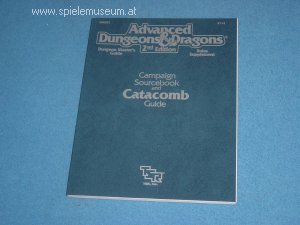 www.spielemuseum.at
Advanced
Dungeons & Dragons
2nd Edition
Dungeon Master's
Guide
Rules
Supplement
Campaign
Sourcebook
and
Catacomb
Guide
TSR